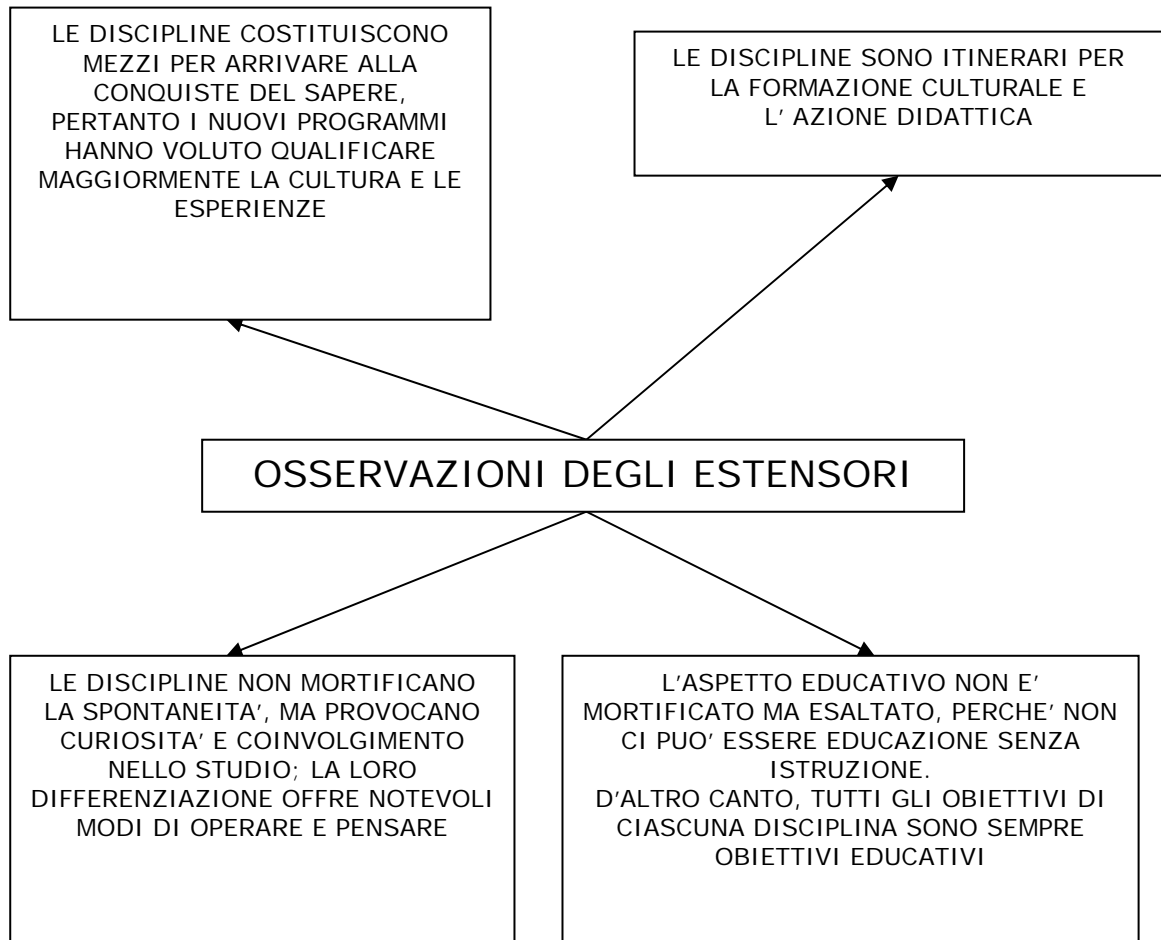 LE DISCIPLINE COSTITUISCONO
MEZZI PER ARRIVARE ALLA
CONQUISTE DEL SAPERE,
PERTANTO I NUOVI PROGRAMMI
HANNO VOLUTO QUALIFICARE
MAGGIORMENTE LA CULTURA E LE
ESPERIENZE
LE DISCIPLINE SONO ITINERARI PER
LA FORMAZIONE CULTURALE E
L' AZIONE DIDATTICA
OSSERVAZIONI DEGLI ESTENSORI
LE DISCIPLINE NON MORTIFICANO
LA SPONTANEITA', MA PROVOCANO
CURIOSITA' E COINVOLGIMENTO
NELLO STUDIO; LA LORO
DIFFERENZIAZIONE OFFRE NOTEVOLI
MODI DI OPERARE E PENSARE
L'ASPETTO EDUCATIVO NON E'
MORTIFICATO MA ESALTATO, PERCHE' NON
CI PUO' ESSERE EDUCAZIONE SENZA
ISTRUZIONE.
D'ALTRO CANTO, TUTTI GLI OBIETTIVI DI
CIASCUNA DISCIPLINA SONO SEMPRE
OBIETTIVI EDUCATIVI